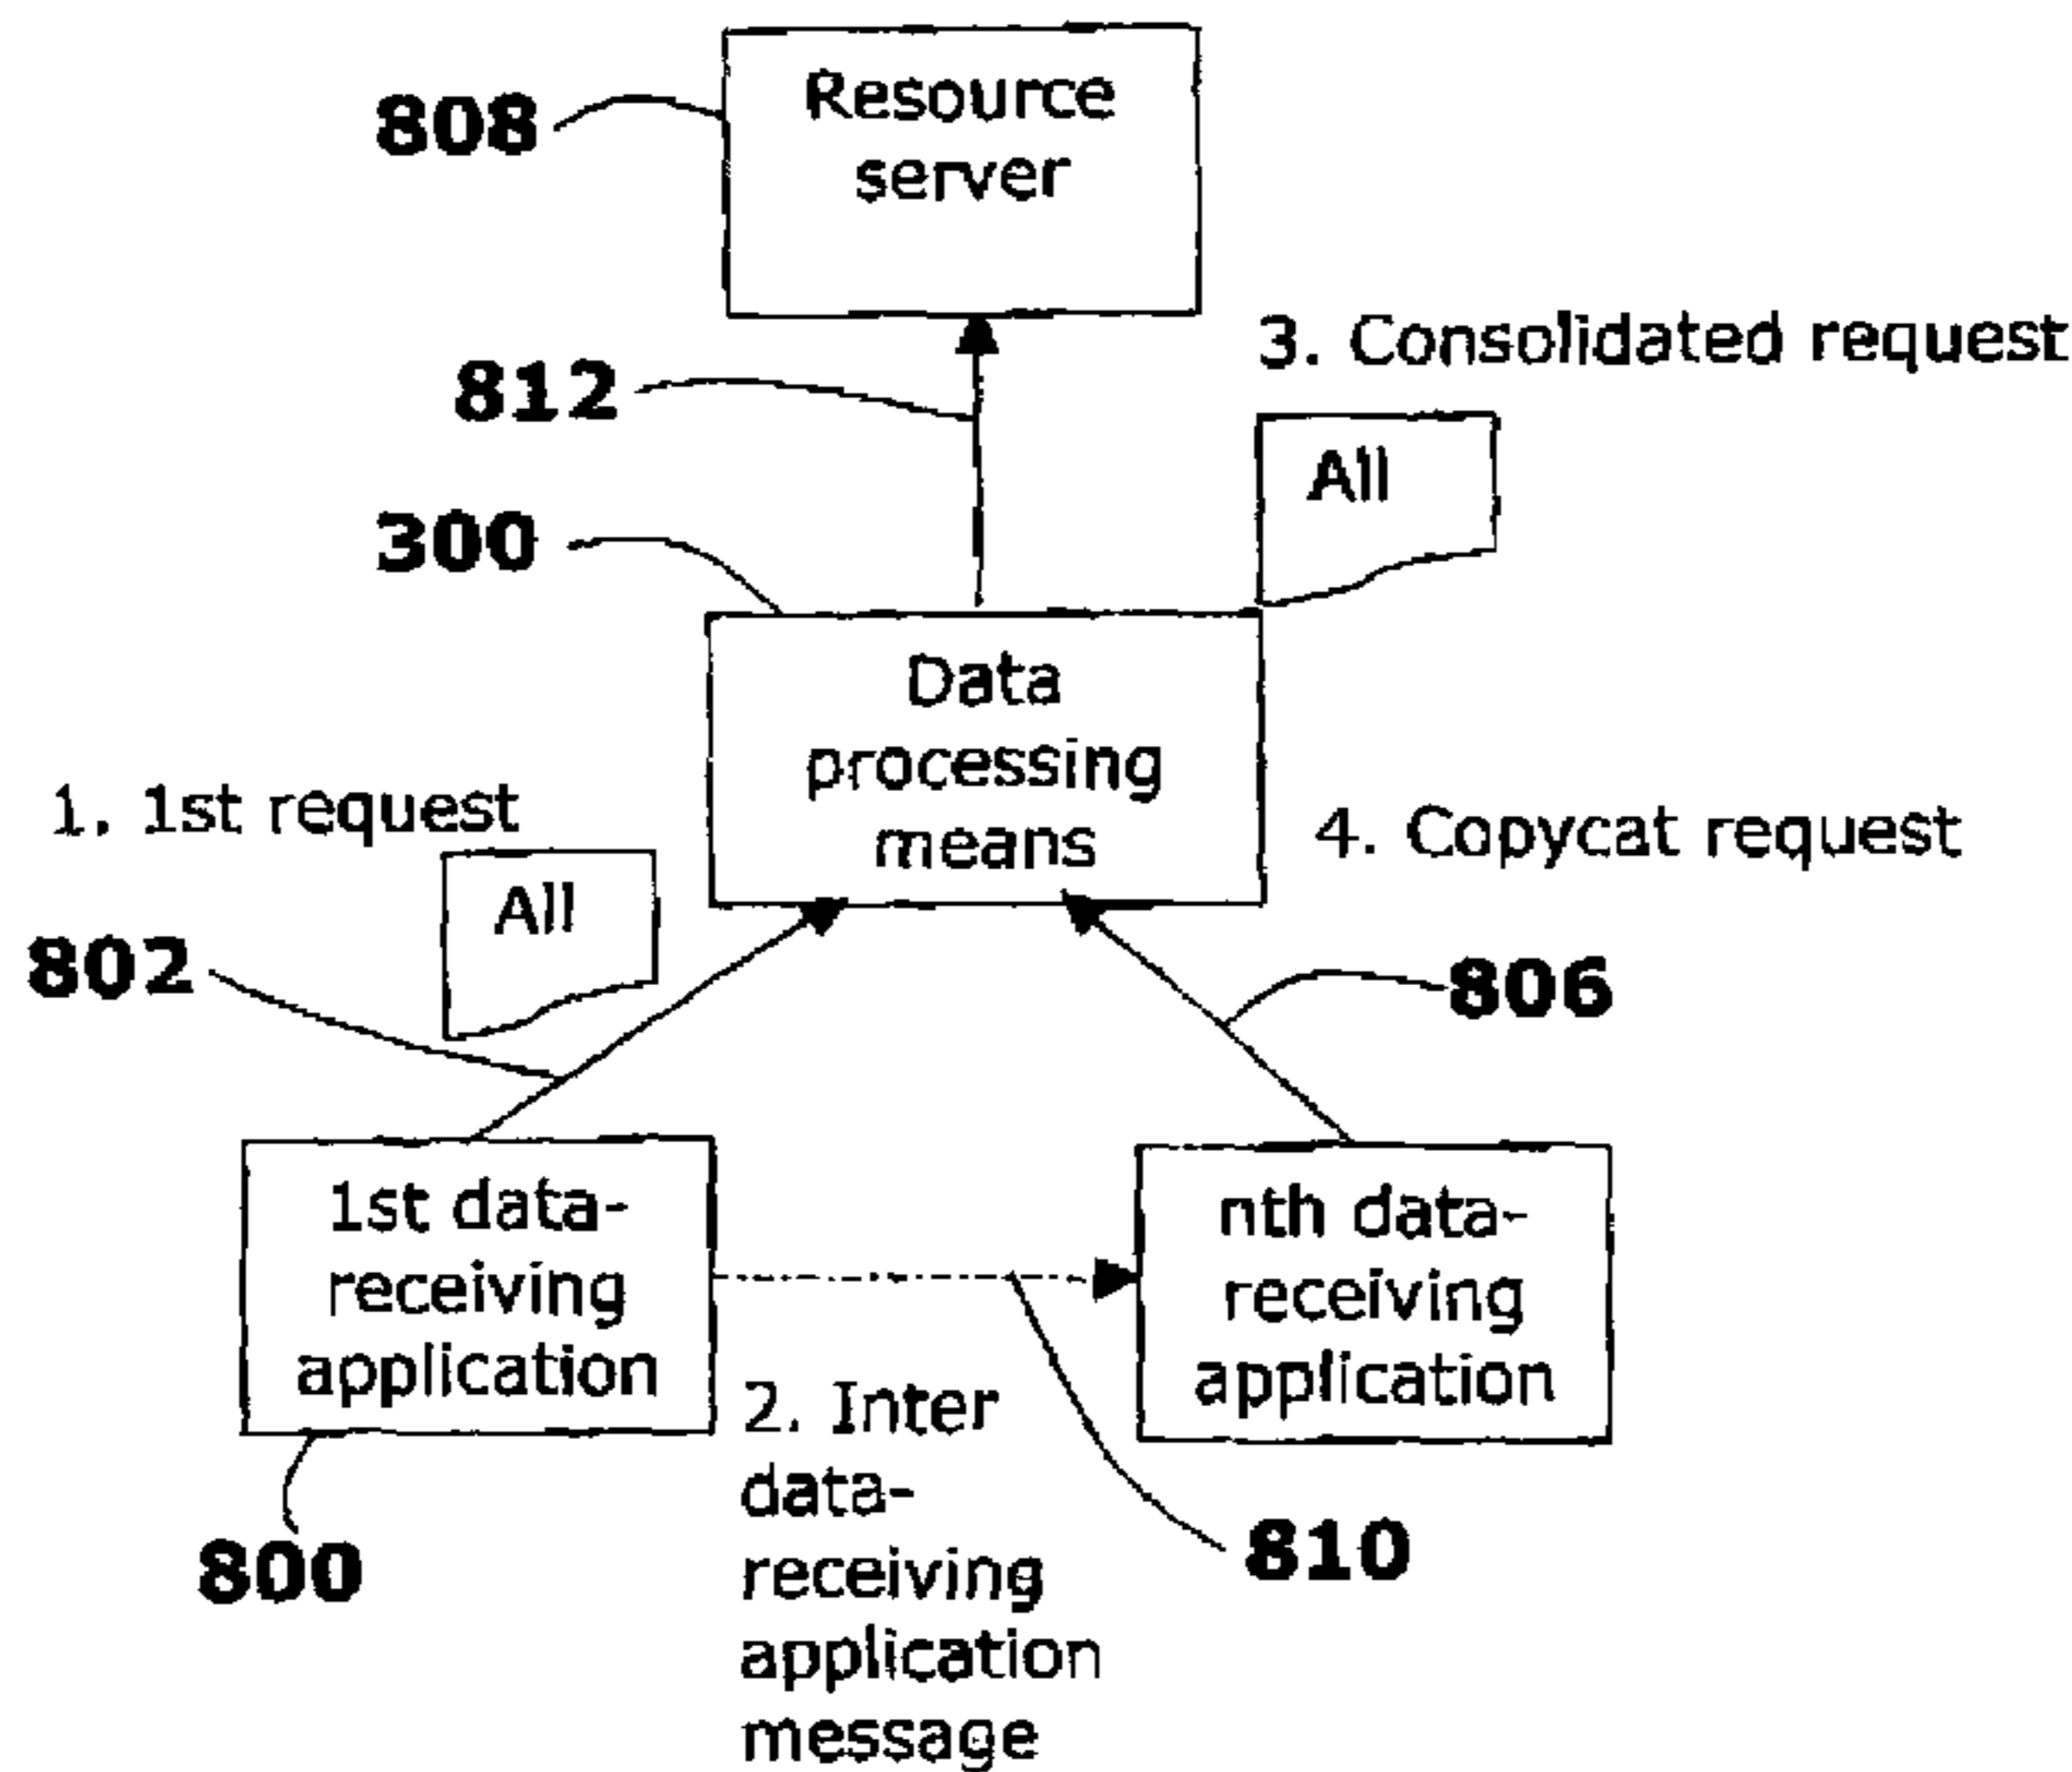 Resource
server
808
3. Consolidated request
812
All
300
Data
processing
means
1. 1st request
4. Copycat request
All
802
806
1st data-
receiving
application
nth data-
receiving
application
2. Inter
data-
receiving
application
message
810
800